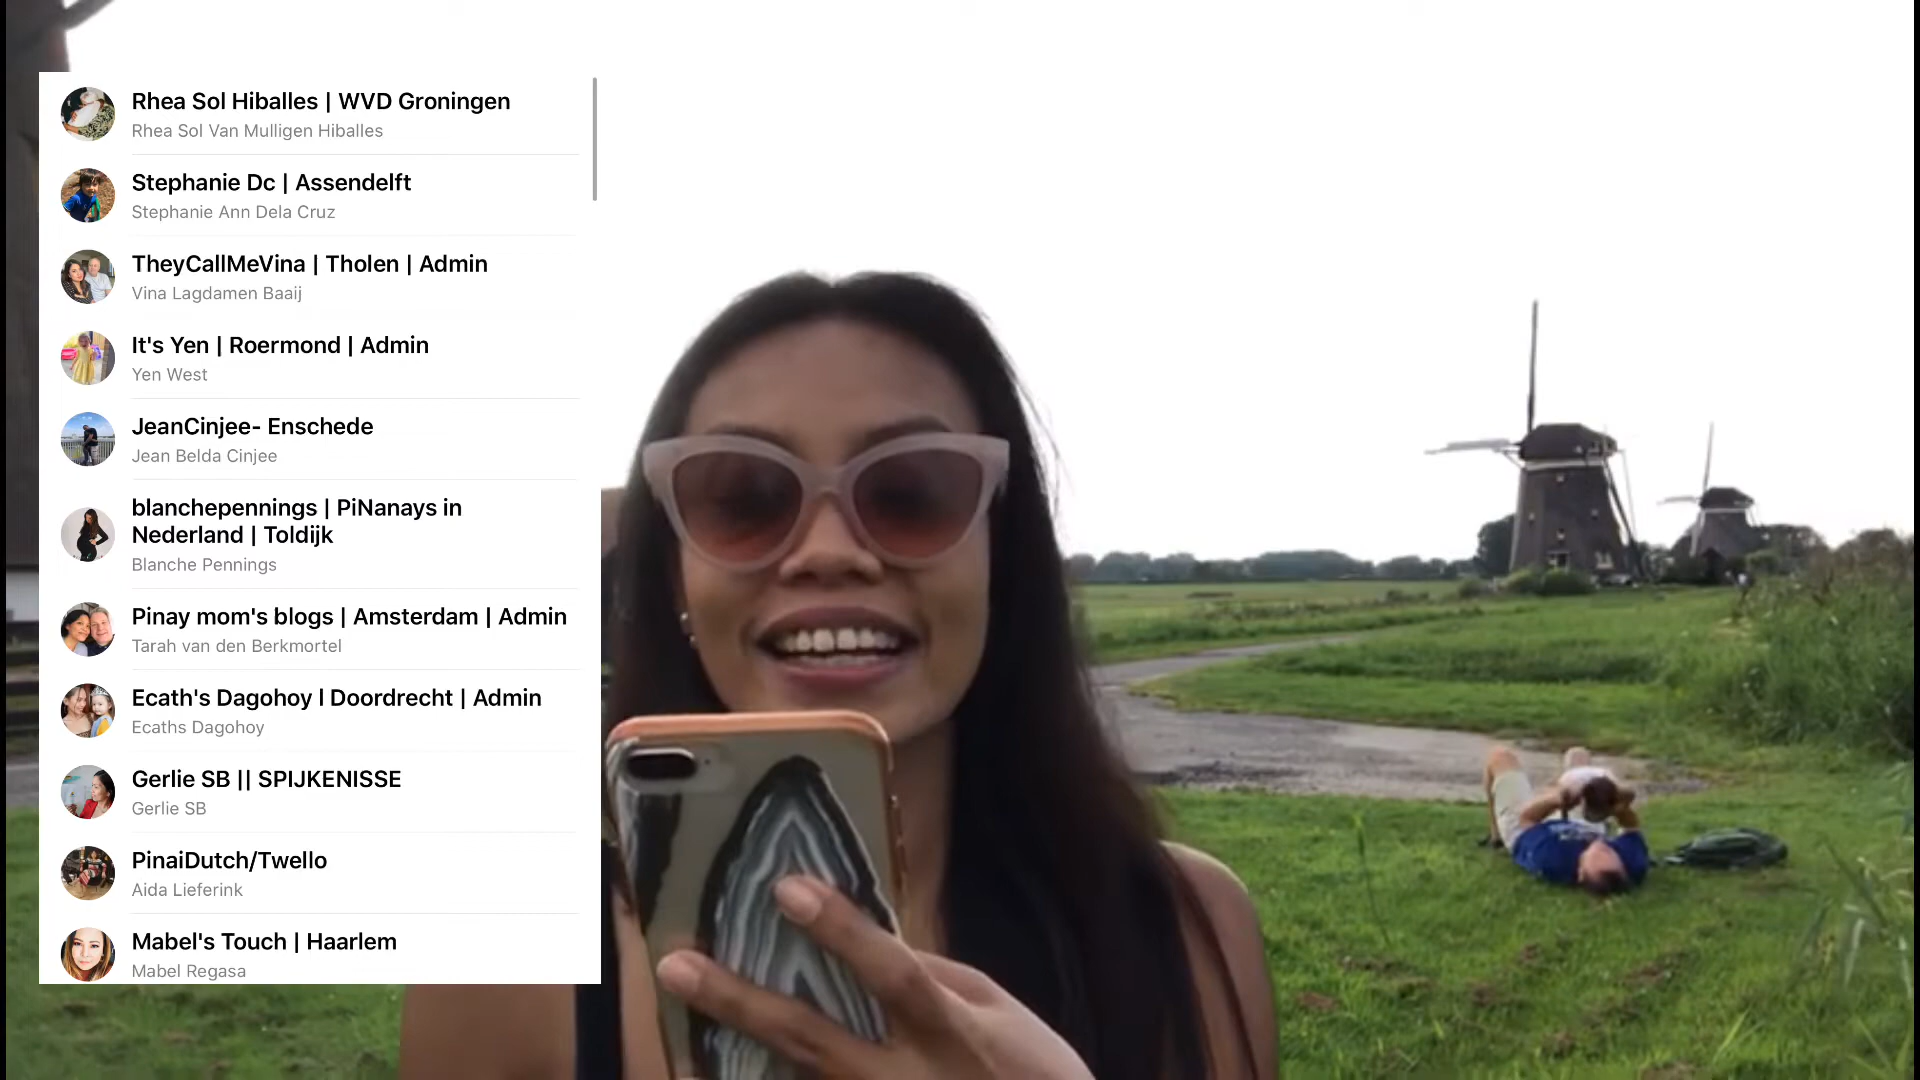 Rhea Sol Hiballes | WVD Groningen
Rhea Sol Van Mulligen Hiballes
Stephanie Dc | Assendelft
Stephanie Ann Dela Cruz
TheyCallMeVina | Tholen | Admin
Vina Lagdamen Baaij
It's Yen | Roermond | Admin
Yen West
JeanCinjee- Enschede
Jean Belda Cinjee
blanchepennings | PiNanays in
Nederland | Toldijk
Blanche Pennings
Pinay mom's blogs | Amsterdam | Admin
Tarah van den Berkmortel
Ecath's Dagohoy l Doordrecht | Admin
Ecaths Dagohoy
Gerlie SB || SPIJKENISSE
Gerlie SB
PinaiDutch/Twello
Aida Lieferink
Mabel's Touch | Haarlem
Mabel Regasa